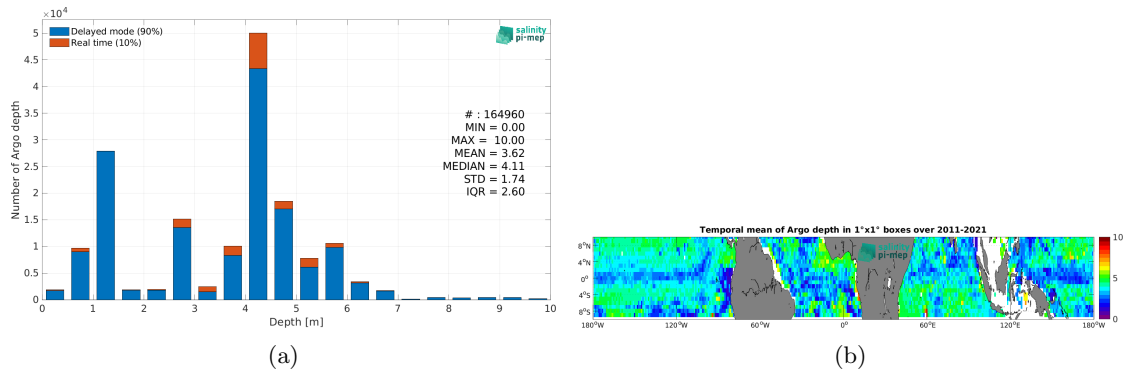 ×10⁴
Delayed mode (90%)
Real time (10%)
salinity
pi-mep
5
4.5
4
3.5
3
2.5
2
1.5
1
0.5
0
Number of Argo depth
# : 164960
MIN = 0.00
MAX = 10.00
MEAN = 3.62
MEDIAN = 4.11
STD = 1.74
IQR = 2.60
0 1 2 3 4 5 6 7 8 9 10
Depth [m]
(a)
Temporal mean of Argo depth in 1°x1° boxes over 2011-2021
salinity
pi-mep
8°N
4°N
0°
4°S
8°S
180°W 120°W 60°W 0° 60°E 120°E 180°W
10
5
0
(b)